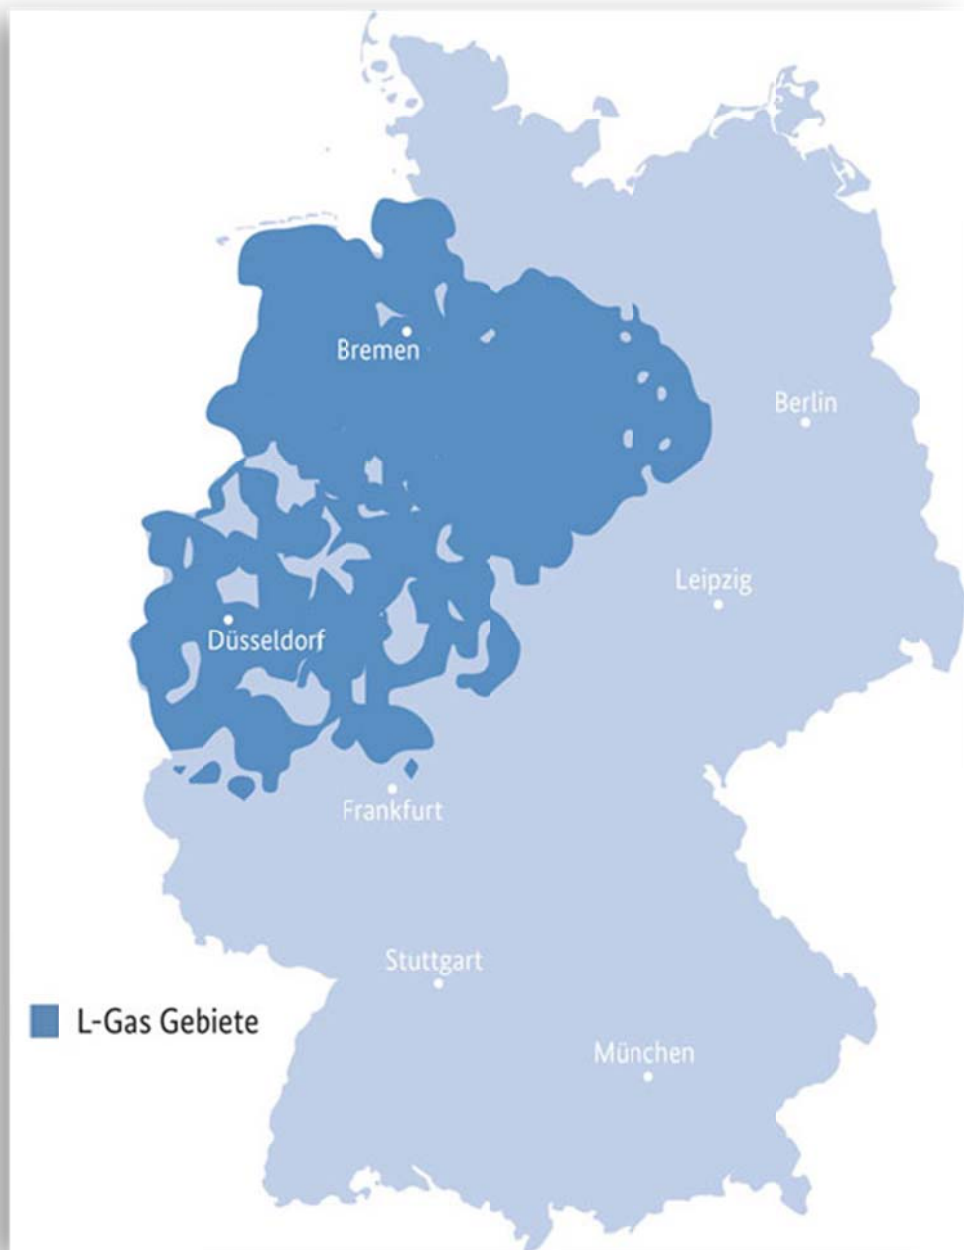 Bremen
Berlin
Leipzig
Düsseldorf
Frankfurt
Stuttgart
L-Gas Gebiete
München